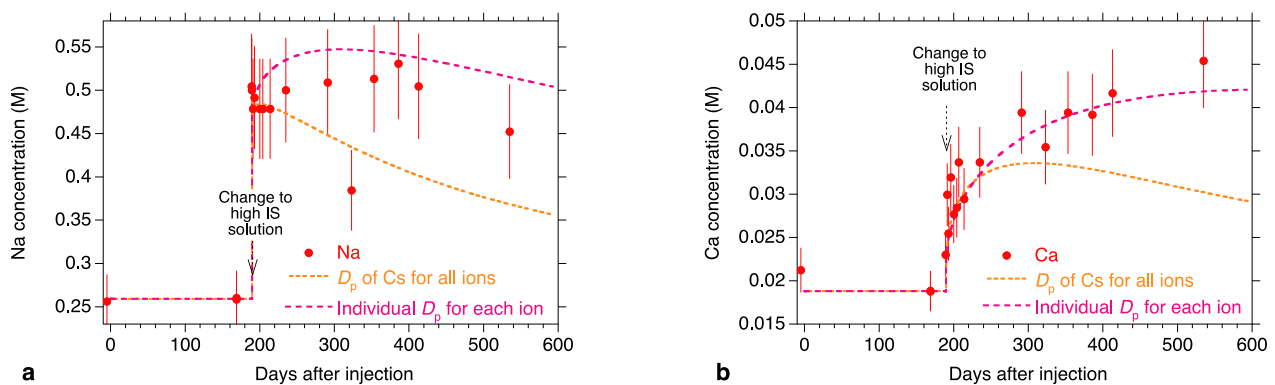 Na concentration (M)
0.55
0.5
0.45
0.4
0.35
0.3
0.25
Change to
high IS
solution
Na
Dp of Cs for all ions
Individual Dp for each ion
0 100 200 300 400 500 600
Days after injection
a
Ca concentration (M)
0.05
0.045
0.04
0.035
0.03
0.025
0.02
0.015
Change to
high IS
solution
Ca
Dp of Cs for all ions
Individual Dp for each ion
0 100 200 300 400 500 600
Days after injection
b